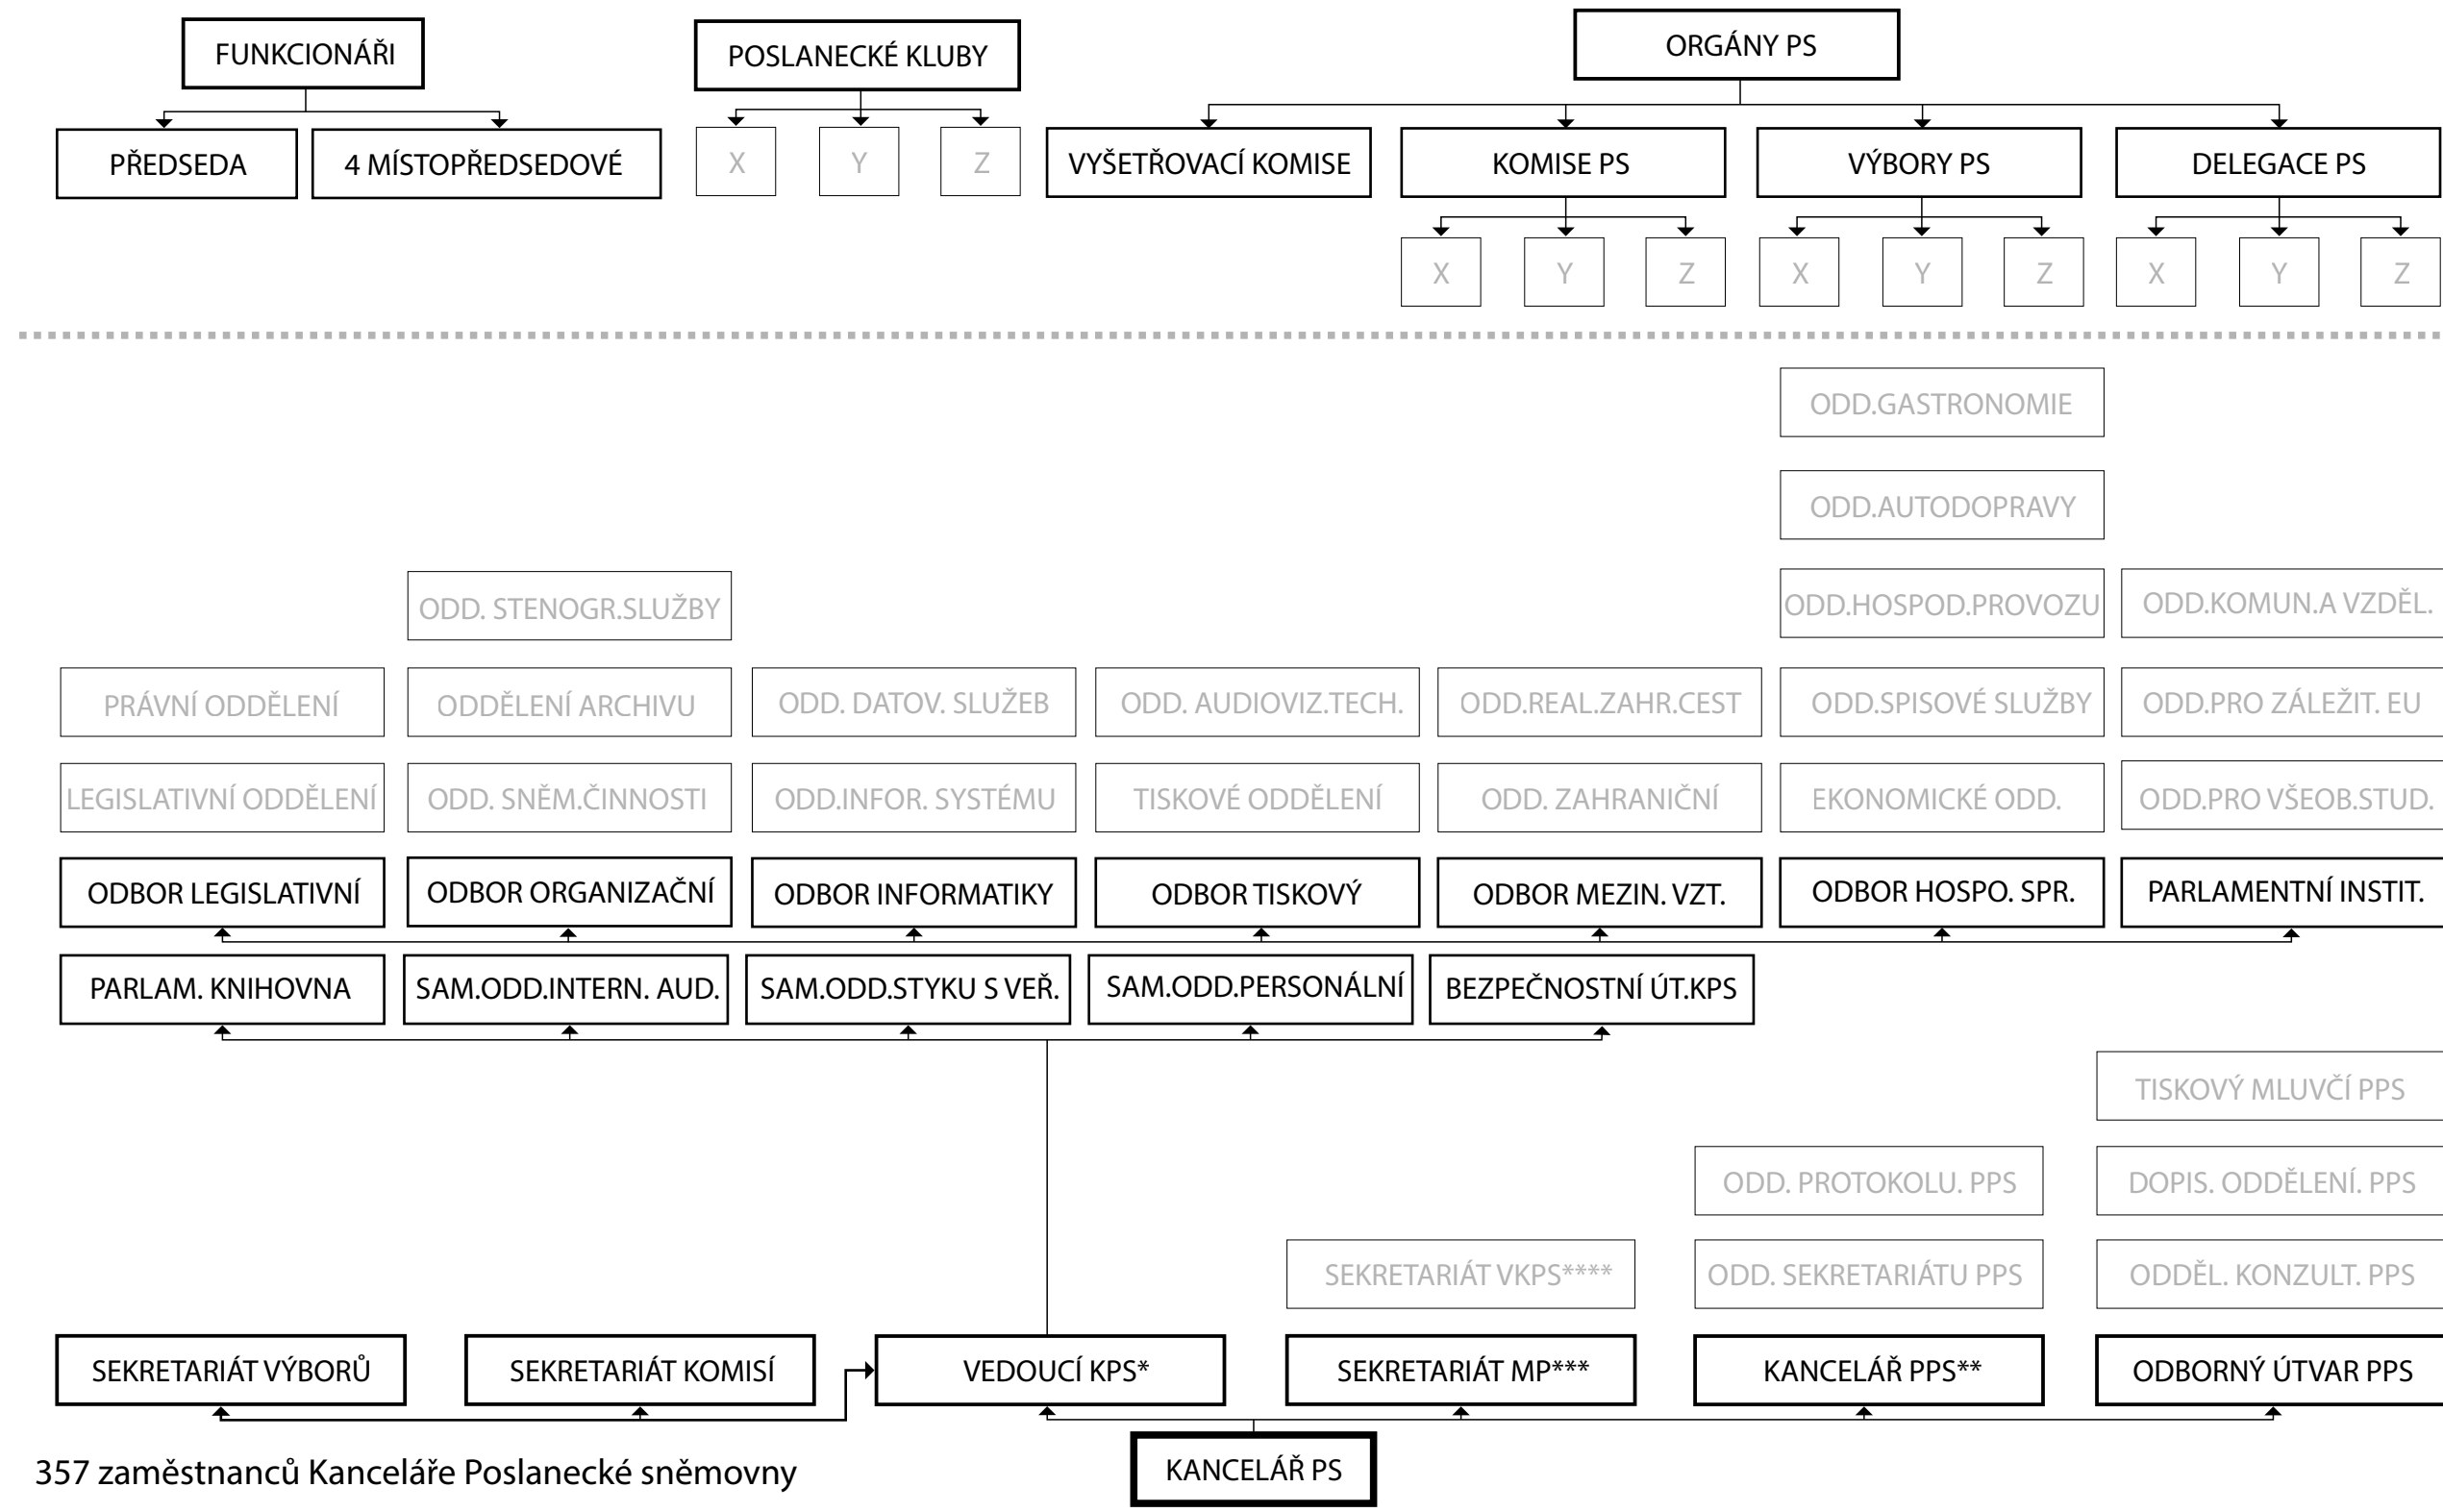 FUNKCIONÁŘI
POSLANECKÉ KLUBY
ORGÁNY PS
PŘEDSEDA
4 MÍSTOPŘEDSEDOVÉ
X
Y
Z
VYŠETŘOVACÍ KOMISE
KOMISE PS
VÝBORY PS
DELEGACE PS
X
Y
Z
X
Y
Z
X
Y
Z
ODD.GASTRONOMIE
ODD.AUTODOPRAVY
ODD. STENOGR.SLUŽBY
ODD.HOSPOD.PROVOZU
ODD.KOMUN.A VZDĚL.
PRÁVNÍ ODDĚLENÍ
ODDĚLENÍ ARCHIVU
ODD. DATOV. SLUŽEB
ODD. AUDIOVIZ.TECH.
ODD.REAL.ZAHR.CEST
ODD.SPISOVÉ SLUŽBY
ODD.PRO ZÁLEŽIT. EU
LEGISLATIVNÍ ODDĚLENÍ
ODD. SNĚM.ČINNOSTI
ODD.INFOR. SYSTÉMU
TISKOVÉ ODDĚLENÍ
ODD. ZAHRANIČNÍ
EKONOMICKÉ ODD.
ODD.PRO VŠEOB.STUD.
ODBOR LEGISLATIVNÍ
ODBOR ORGANIZAČNÍ
ODBOR INFORMATIKY
ODBOR TISKOVÝ
ODBOR MEZIN. VZT.
ODBOR HOSPO. SPR.
PARLAMENTNÍ INSTIT.
PARLAM. KNIHOVNA
SAM.ODD.INTERN. AUD.
SAM.ODD.STYKU S VEŘ.
SAM.ODD.PERSONÁLNÍ
BEZPEČNOSTNÍ ÚT.KPS
TISKOVÝ MLUVČÍ PPS
ODD. PROTOKOLU. PPS
DOPIS. ODDĚLENÍ. PPS
SEKRETARIÁT VKPS****
ODD. SEKRETARIÁTU PPS
ODDĚL. KONZULT. PPS
SEKRETARIÁT VÝBORŮ
SEKRETARIÁT KOMISÍ
VEDOUCÍ KPS*
SEKRETARIÁT MP***
KANCELÁŘ PPS**
ODBORNÝ ÚTVAR PPS
357 zaměstnanců Kanceláře Poslanecké sněmovny
KANCELÁŘ PS